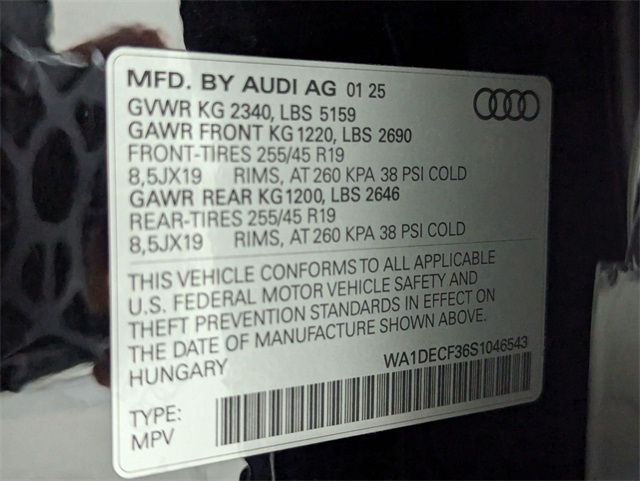 MFD. BY AUDI AG 01 25
GVWR KG 2340, LBS 5159
GAWR FRONT KG 1220, LBS 2690
FRONT-TIRES 255/45 R19
8,5JX19 RIMS, AT 260 KPA 38 PSI COLD
GAWR REAR KG 1200, LBS 2646
REAR-TIRES 255/45 R19
8,5JX19 RIMS, AT 260 KPA 38 PSI COLD
THIS VEHICLE CONFORMS TO ALL APPLICABLE
U.S. FEDERAL MOTOR VEHICLE SAFETY AND
THEFT PREVENTION STANDARDS IN EFFECT ON
THE DATE OF MANUFACTURE SHOWN ABOVE.
HUNGARY WA1DECF36S1046543
TYPE:
MPV